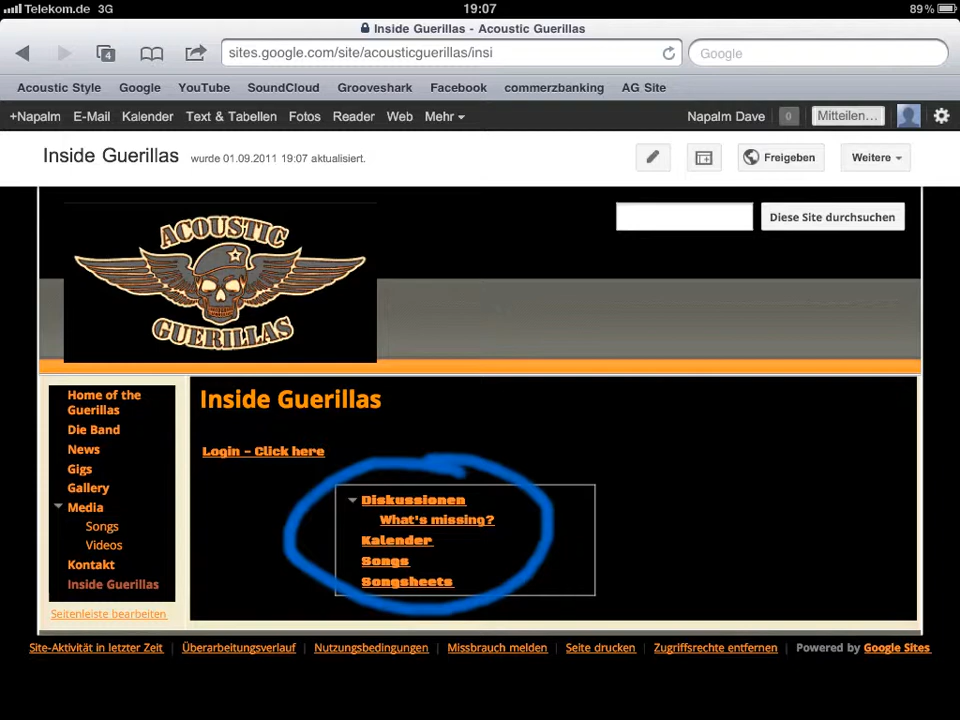 Telekom.de 3G 19:07 89 %
Inside Guerillas - Acoustic Guerillas
4 sites.google.com/site/acousticguerillas/insi Google
Acoustic Style Google YouTube SoundCloud Grooveshark Facebook commerzbanking AG Site
+Napalm E-Mail Kalender Text & Tabellen Fotos Reader Web Mehr Napalm Dave 0 Mitteilen...
Inside Guerillas wurde 01.09.2011 19:07 aktualisiert. Freigeben Weitere
Diese Site durchsuchen
ACOUSTIC
GUERILLAS
Home of the
Guerillas
Die Band
News
Gigs
Gallery
Media
Songs
Videos
Kontakt
Inside Guerillas
Seitenleiste bearbeiten
Inside Guerillas
Login - Click here
Diskussionen
What's missing?
Kalender
Songs
Songsheets
Site-Aktivität in letzter Zeit | Überarbeitungsverlauf | Nutzungsbedingungen | Missbrauch melden | Seite drucken | Zugriffsrechte entfernen | Powered by Google Sites